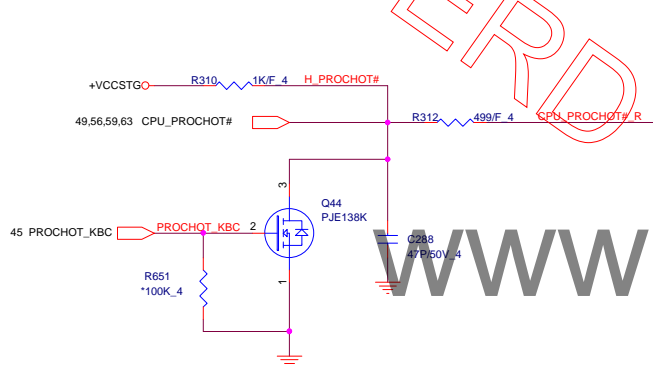 ERD
+VCCSTG R310 1K/F_4 H_PROCHOT#
49,56,59,63 CPU_PROCHOT# R312 499/F_4 CPU_PROCHOT#_R
3 Q44
PJE138K
45 PROCHOT_KBC PROCHOT_KBC 2
C288
47P/50V_4
R651
*100K_4
1
WWW